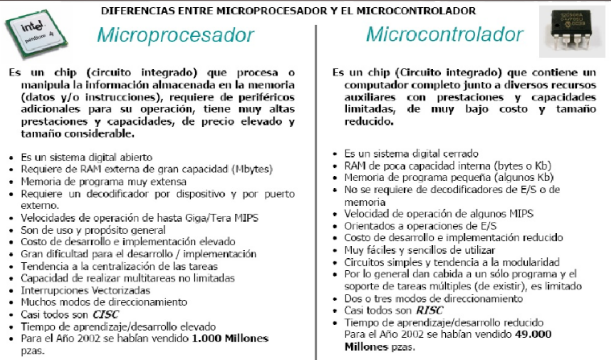 DIFERENCIAS ENTRE MICROPROCESADOR Y EL MICROCONTROLADOR
Microprocesador
Es un chip (circuito integrado) que procesa o
manipula la información almacenada en la memoria
(datos y/o instrucciones), requiere de periféricos
adicionales para su operación, tiene muy altas
prestaciones y capacidades, de precio elevado y
tamaño considerable.
• Es un sistema digital abierto
• Requiere de RAM externa de gran capacidad (Mbytes)
• Memoria de programa muy extensa
• Requiere un decodificador por dispositivo y por puerto
externo.
• Velocidades de operación de hasta Giga/Tera MIPS
• Son de uso y propósito general
• Costo de desarrollo e implementación elevado
• Gran dificultad para el desarrollo / implementación
• Tendencia a la centralización de las tareas
• Capacidad de realizar multitareas no limitadas
• Interrupciones Vectorizadas
• Muchos modos de direccionamiento
• Casi todos son CISC
• Tiempo de aprendizaje/desarrollo elevado
• Para el Año 2002 se habían vendido 1.000 Millones
pzas.
Microcontrolador
Es un chip (Circuito integrado) que contiene un
computador completo junto a diversos recursos
auxiliares con prestaciones y capacidades
limitadas, de muy bajo costo y tamaño
reducido.
• Es un sistema digital cerrado
• RAM de poca capacidad interna (bytes o Kb)
• Memoria de programa pequeña (algunos Kb)
• No se requiere de decodificadores de E/S o de
memoria
• Velocidad de operación de algunos MIPS
• Orientados a operaciones de E/S
• Costo de desarrollo e implementación reducido
• Muy fáciles y sencillos de utilizar
• Circuitos simples y tendencia a la modularidad
• Por lo general dan cabida a un sólo programa y el
soporte de tareas múltiples (de existir), es limitado
• Dos o tres modos de direccionamiento
• Casi todos son RISC
• Tiempo de aprendizaje/desarrollo reducido
Para el Año 2002 se habían vendido 49.000
Millones pzas.
intel
pentium 4